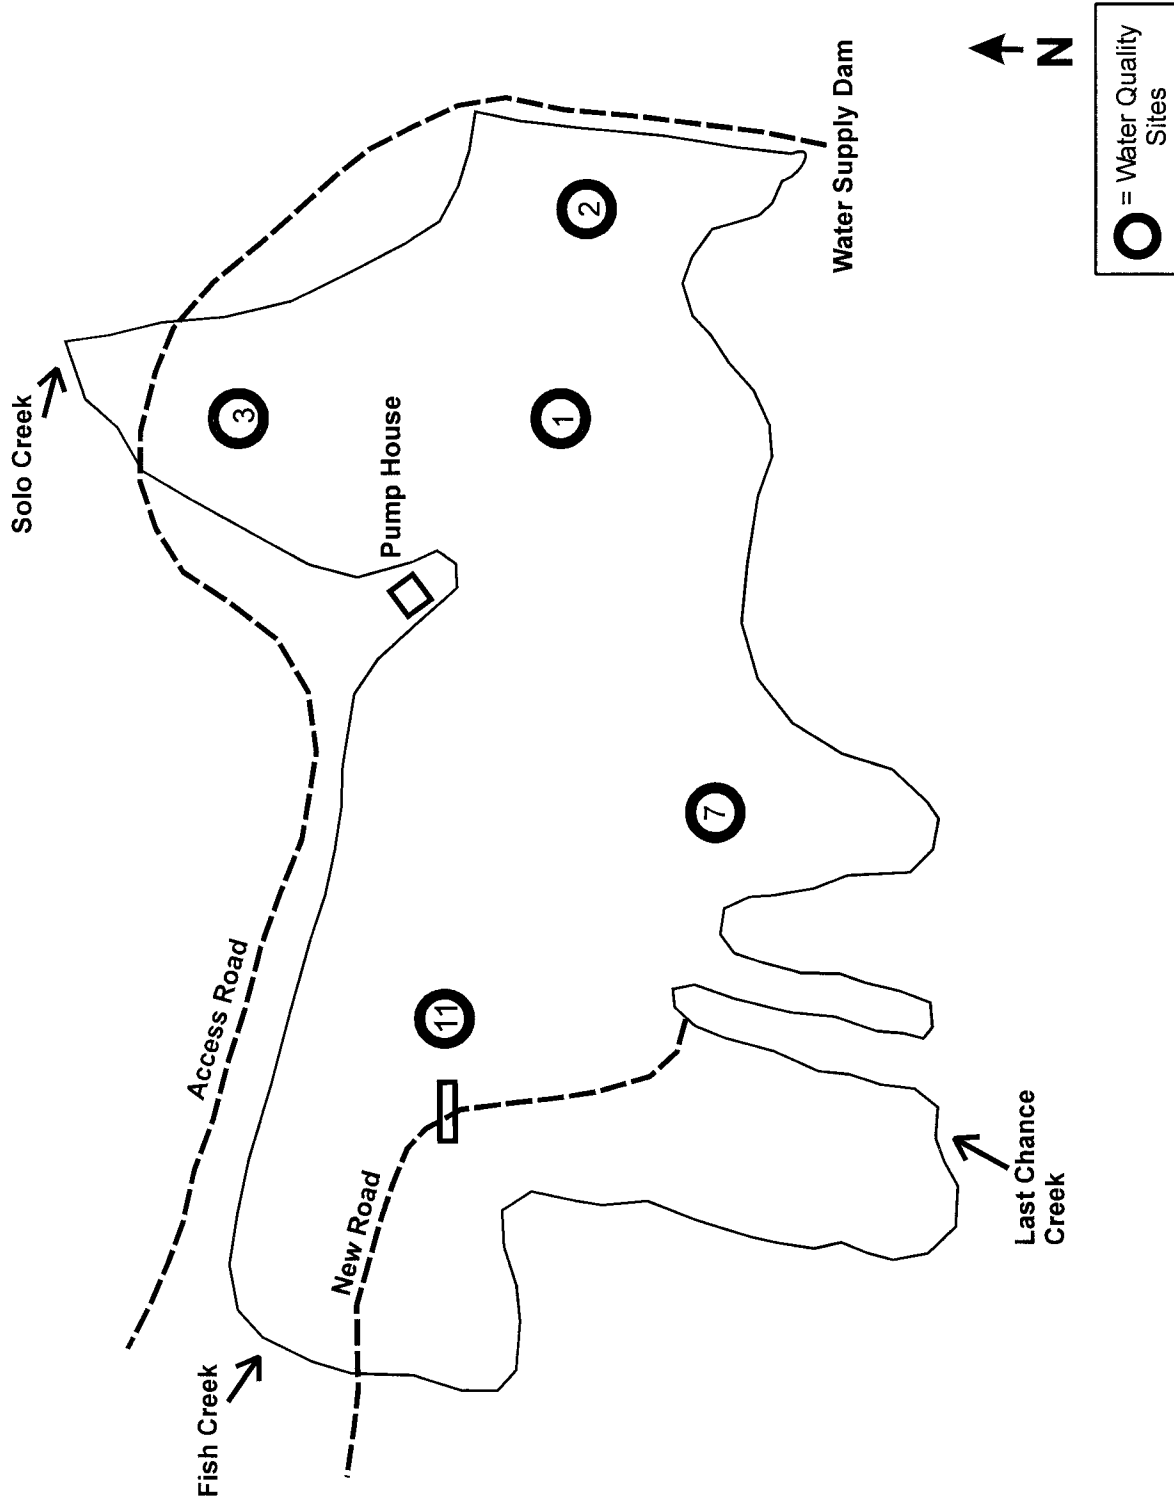 Solo Creek
3
Pump House
2
1
Water Supply Dam
Access Road
7
11
New Road
Fish Creek
Last Chance
Creek
N
= Water Quality
Sites